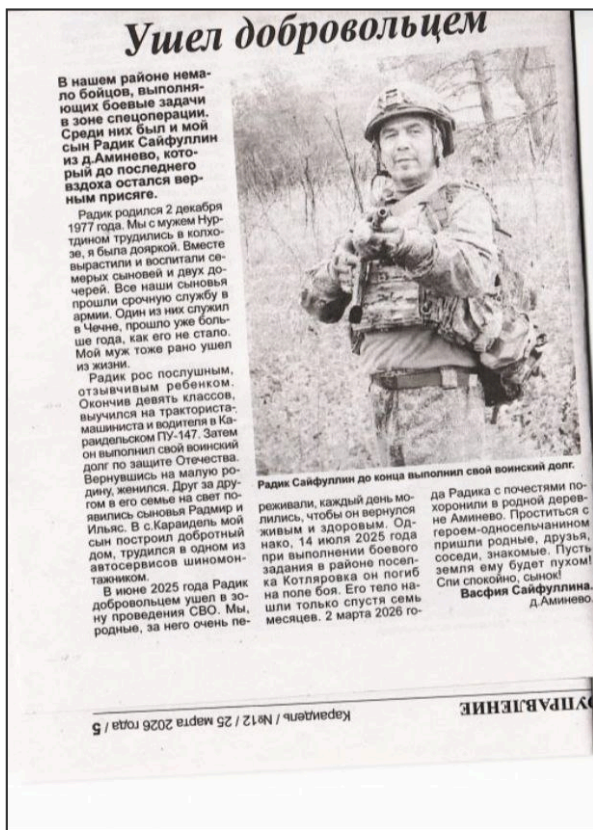 Ушел добровольцем
В нашем районе нема-
ло бойцов, выполня-
ющих боевые задачи
в зоне спецоперации.
Среди них был и мой
сын Радик Сайфуллин
из д.Аминево, кото-
рый до последнего
вздоха остался вер-
ным присяге.
Радик родился 2 декабря
1977 года. Мы с мужем Нур-
тдином трудились в колхо-
зе, я была дояркой. Вместе
вырастили и воспитали се-
мерых сыновей и двух до-
черей. Все наши сыновья
прошли срочную службу в
армии. Один из них служил
в Чечне, прошло уже боль-
ше года, как его не стало.
Мой муж тоже рано ушел
из жизни.
Радик рос послушным,
отзывчивым ребенком.
Окончив девять классов,
выучился на тракториста-
машиниста и водителя в Ка-
раидельском ПУ-147. Затем
он выполнил свой воинский
долг по защите Отечества.
Вернувшись на малую ро-
дину, женился. Друг за дру-
гом в его семье на свет по-
явились сыновья Радмир и
Ильяс. В с.Караидель мой
сын построил добротный
дом, трудился в одном из
автосервисов шиномон-
тажником.
В июне 2025 года Радик
добровольцем ушел в зо-
ну проведения СВО. Мы,
родные, за него очень пе-
Радик Сайфуллин до конца выполнил свой воинский долг.
реживали, каждый день мо-
лились, чтобы он вернулся
живым и здоровым. Од-
нако, 14 июля 2025 года
при выполнении боевого
задания в районе посел-
ка Котляровка он погиб
на поле боя. Его тело на-
шли только спустя семь
месяцев. 2 марта 2026 го-
да Радика с почестями по-
хоронили в родной дерев-
не Аминево. Проститься с
героем-односельчанином
пришли родные, друзья,
соседи, знакомые. Пусть
земля ему будет пухом!
Спи спокойно, сынок!
Васфия Сайфуллина.
д.Аминево.
УПРАВЛЕНИЕ
Караидель / №12 / 25 марта 2026 года / 5